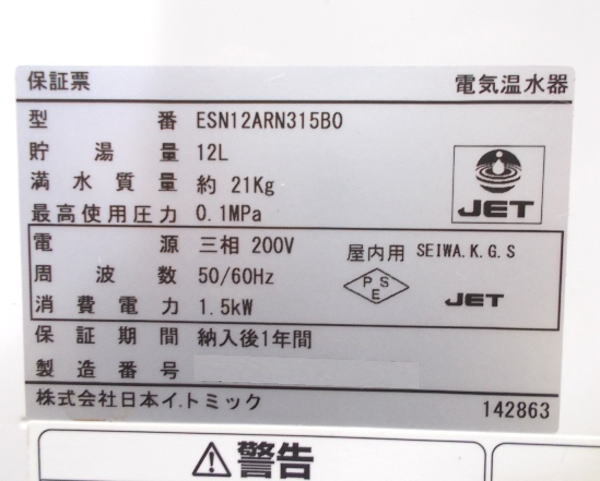 保証票 電気温水器
型番 ESN12ARN315B0
貯湯量 12L
満水質量 約 21Kg
最高使用圧力 0.1MPa
JET
電源 三相 200V 屋内用 SEIWA.K.G.S
周波数 50/60Hz PSE JET
消費電力 1.5kW
保証期間 納入後1年間
製造番号
株式会社日本イトミック 142863
⚠警告